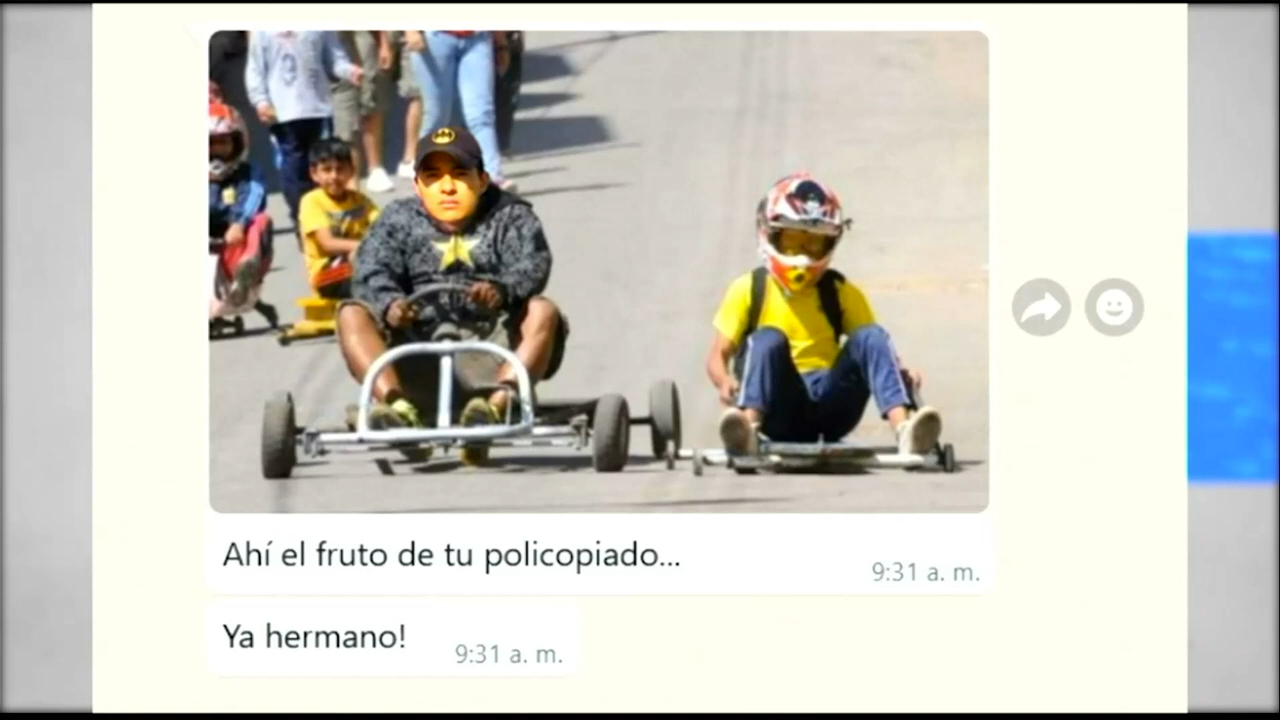 Ahí el fruto de tu policopiado...
9:31 a. m.
Ya hermano!
9:31 a. m.